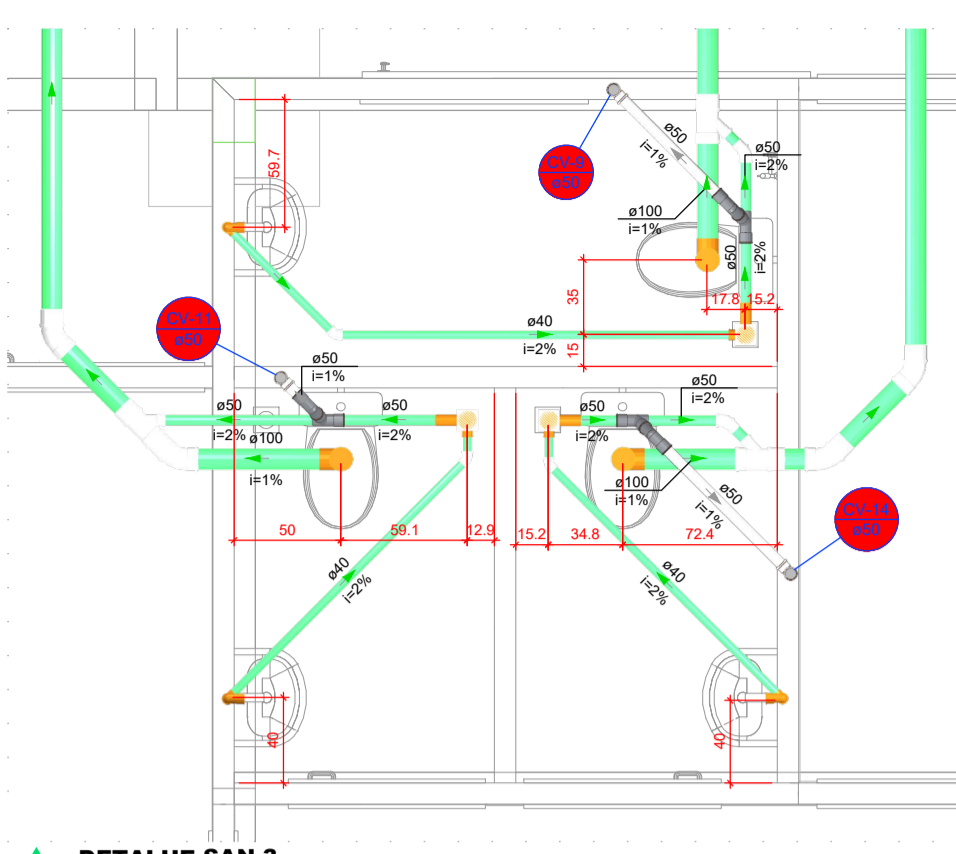 ø50
i=1%
ø50
i=2%
CV-9
ø50
59.7
ø100
i=1%
ø50
i=2%
35
17.8
15.2
CV-11
ø50
ø40
i=2%
15
ø50
i=1%
ø50
i=2%
ø50
i=2%
ø50
i=2%
ø50
i=2%
ø100
i=1%
ø100
i=1%
ø50
i=1%
CV-14
ø50
50
59.1
12.9
15.2
34.8
72.4
ø40
i=2%
ø40
i=2%
40
40
DETALHE SAN-3